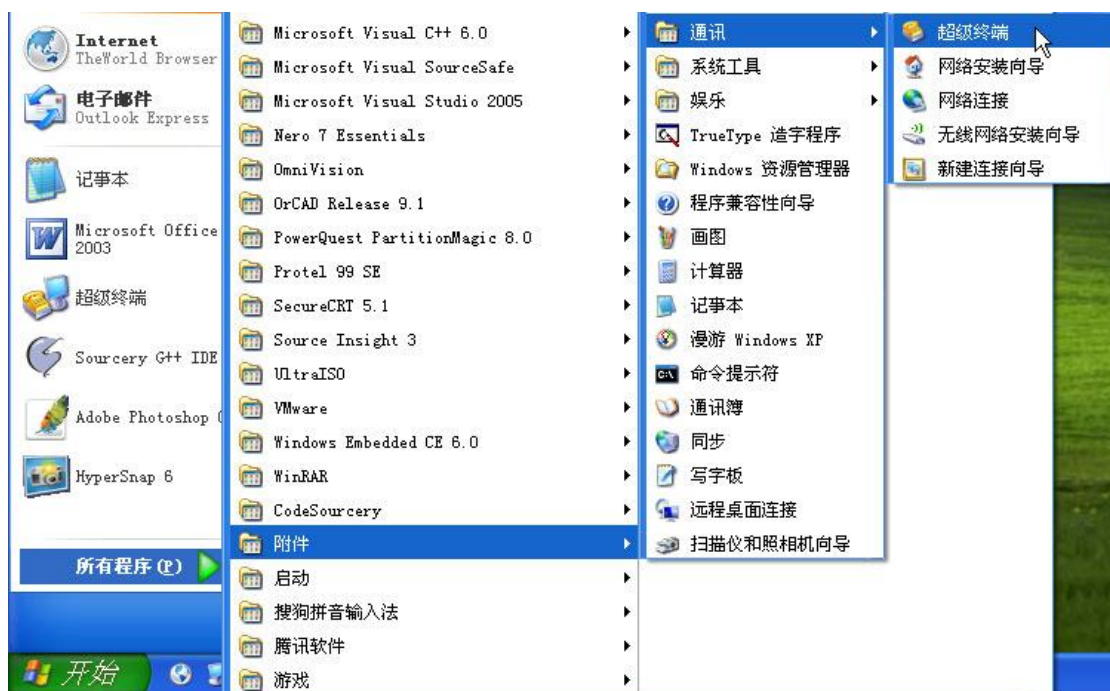 Internet
TheWorld Browser
电子邮件
Outlook Express
记事本
Microsoft Office
2003
超级终端
Sourcery G++ IDE
Adobe Photoshop
HyperSnap 6
所有程序(P)
开始
Microsoft Visual C++ 6.0
Microsoft Visual SourceSafe
Microsoft Visual Studio 2005
Nero 7 Essentials
OmniVision
OrCAD Release 9.1
PowerQuest PartitionMagic 8.0
Protel 99 SE
SecureCRT 5.1
Source Insight 3
UltraISO
VMware
Windows Embedded CE 6.0
WinRAR
CodeSourcery
附件
启动
搜狗拼音输入法
腾讯软件
游戏
通讯
系统工具
娱乐
TrueType 造字程序
Windows 资源管理器
程序兼容性向导
画图
计算器
记事本
漫游 Windows XP
命令提示符
通讯簿
同步
写字板
远程桌面连接
扫描仪和照相机向导
超级终端
网络安装向导
网络连接
无线网络安装向导
新建连接向导